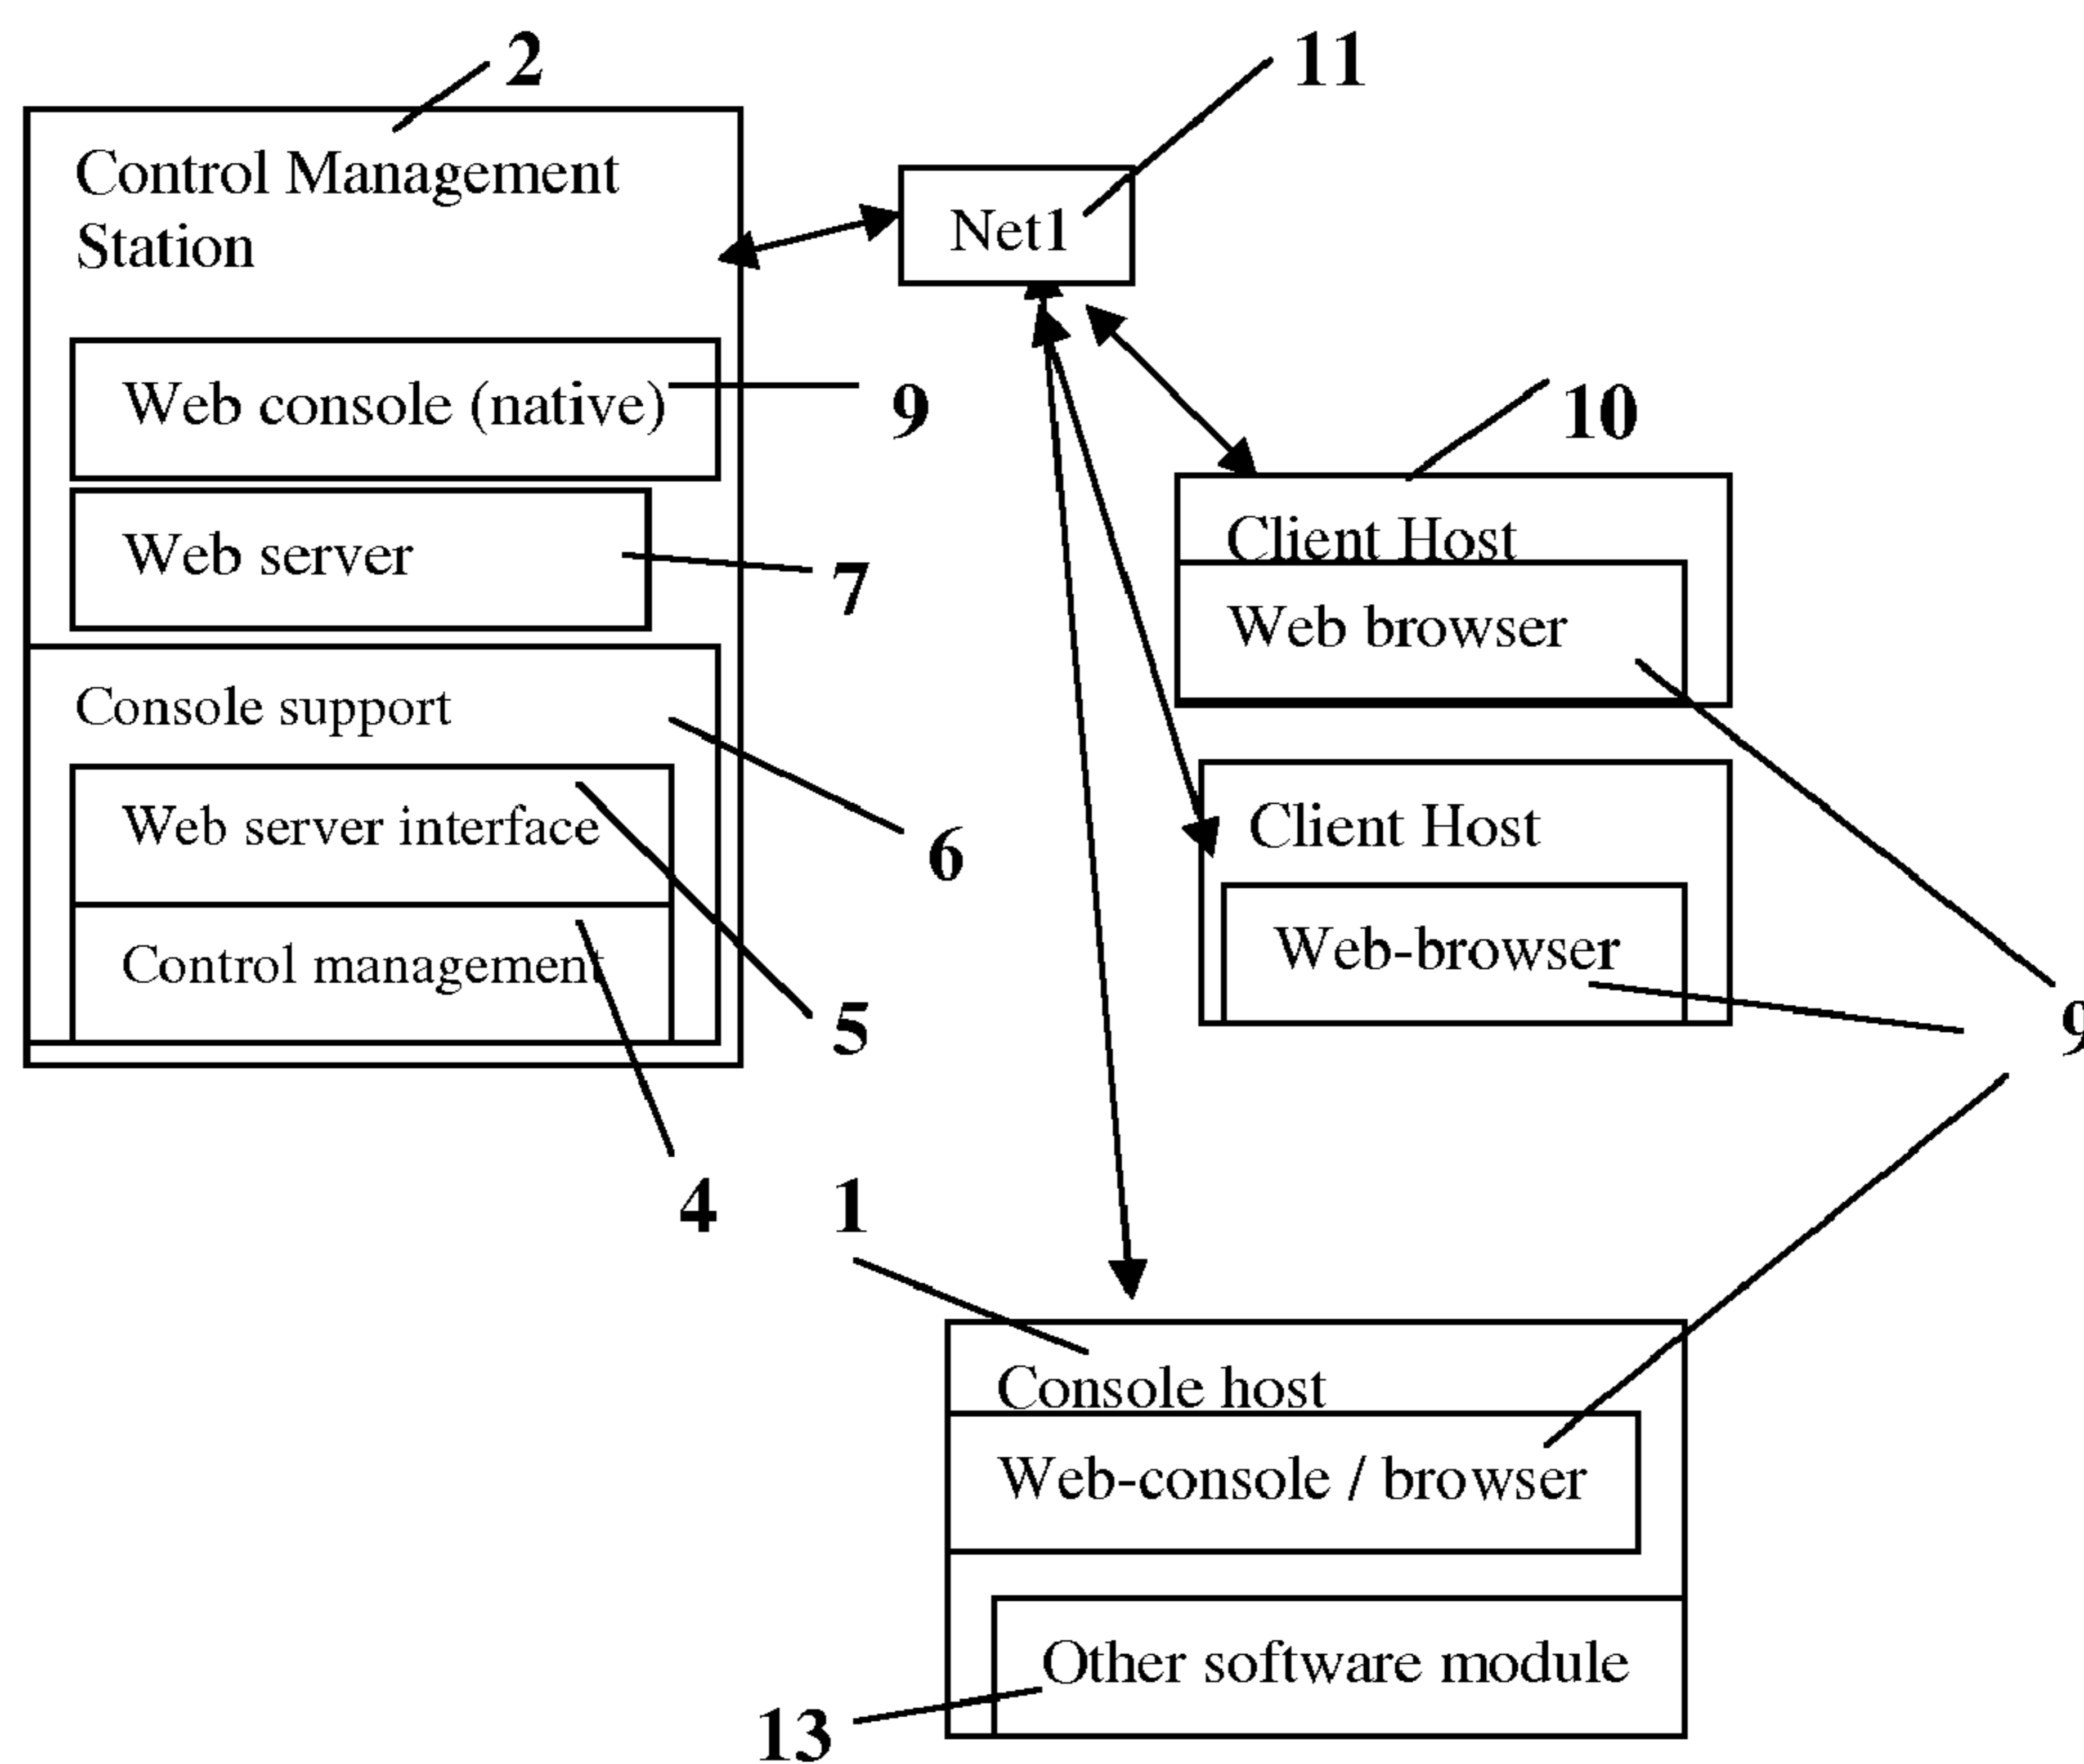 2
11
Control Management
Station
Net1
Web console (native)
9
10
Web server
7
Client Host
Web browser
Console support
6
Client Host
Web server interface
Web-browser
Control management
5
9
4
1
Console host
Web-console / browser
Other software module
13